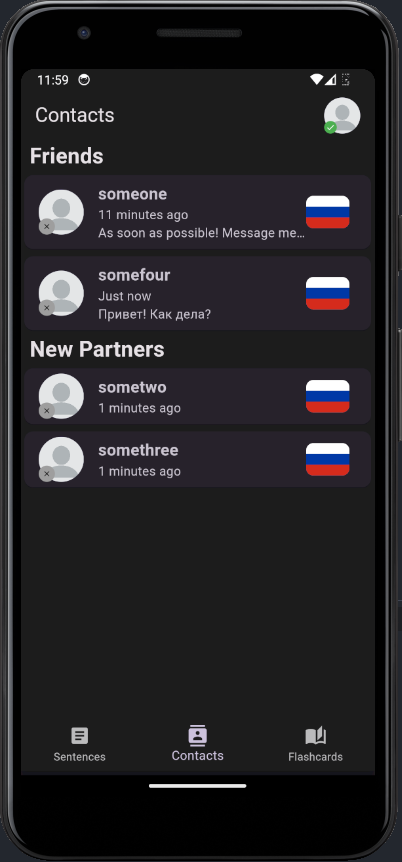 11:59
Contacts
Friends
someone
11 minutes ago
As soon as possible! Message me...
somefour
Just now
Привет! Как дела?
New Partners
sometwo
1 minutes ago
somethree
1 minutes ago
Sentences
Contacts
Flashcards